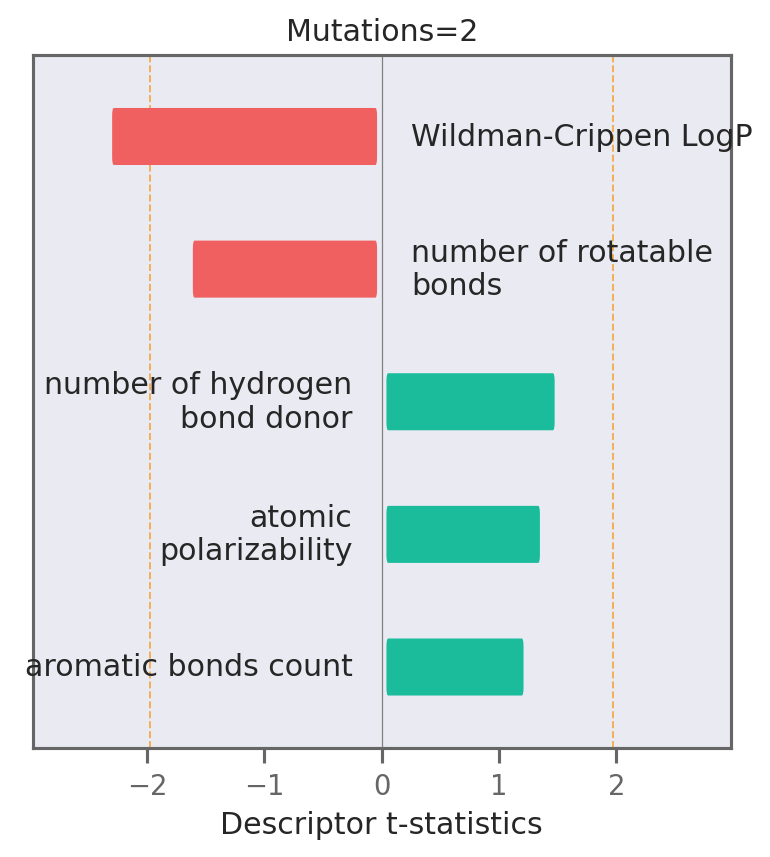 Mutations=2
Wildman-Crippen LogP
number of rotatable
bonds
number of hydrogen
bond donor
atomic
polarizability
aromatic bonds count
−2 −1 0 1 2
Descriptor t-statistics